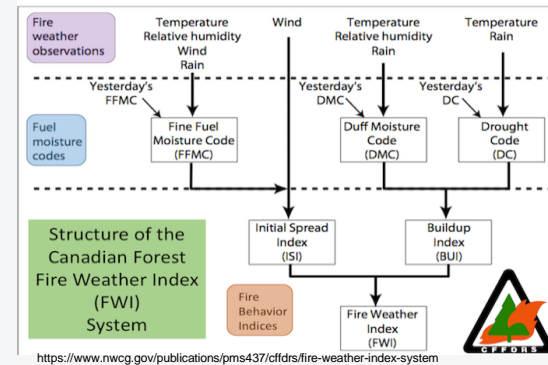 Fire
weather
observations
Temperature
Relative humidity
Wind
Rain
Wind
Temperature
Relative humidity
Rain
Temperature
Rain
Yesterday's
FFMC
Yesterday's
DMC
Yesterday's
DC
Fuel
moisture
codes
Fine Fuel
Moisture Code
(FFMC)
Duff Moisture
Code
(DMC)
Drought
Code
(DC)
Structure of the
Canadian Forest
Fire Weather Index
(FWI)
System
Initial Spread
Index
(ISI)
Buildup
Index
(BUI)
Fire
Behavior
Indices
Fire Weather
Index
(FWI)
CFFDRS
https://www.nwcg.gov/publications/pms437/cffdrs/fire-weather-index-system